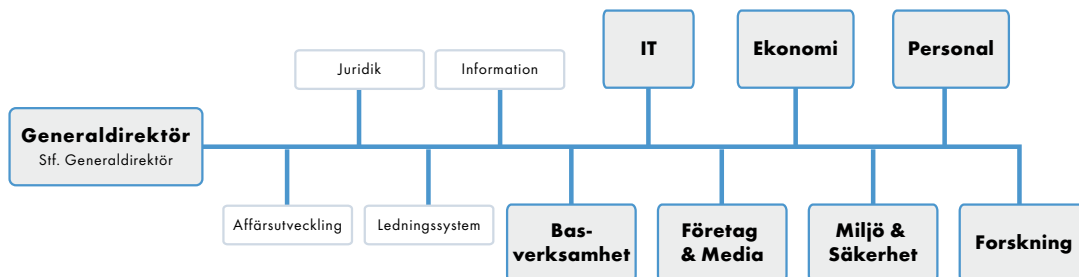 IT
Ekonomi
Personal
Juridik
Information
Generaldirektör
Stf. Generaldirektör
Affärsutveckling
Ledningssystem
Bas-
verksamhet
Företag
& Media
Miljö &
Säkerhet
Forskning